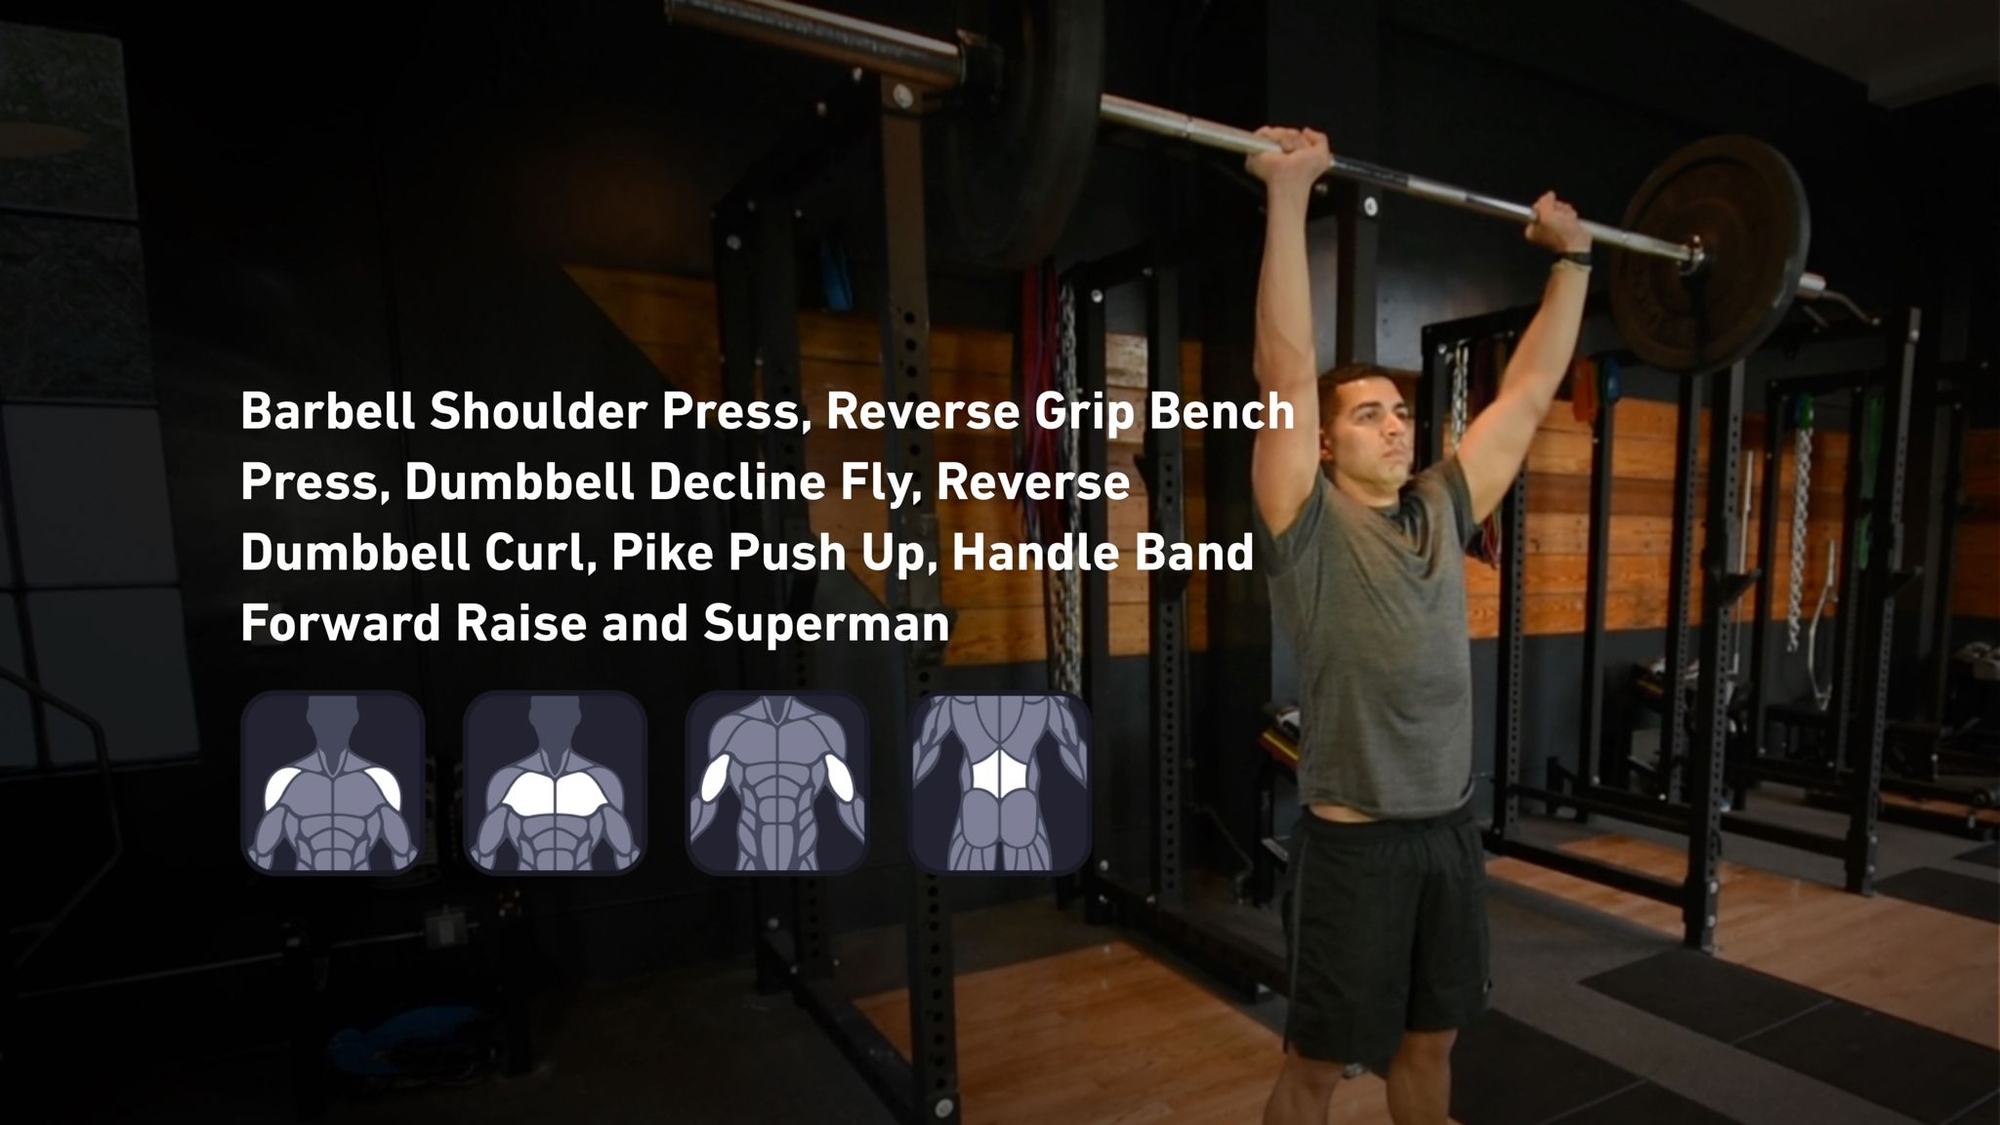 Barbell Shoulder Press, Reverse Grip Bench
Press, Dumbbell Decline Fly, Reverse
Dumbbell Curl, Pike Push Up, Handle Band
Forward Raise and Superman